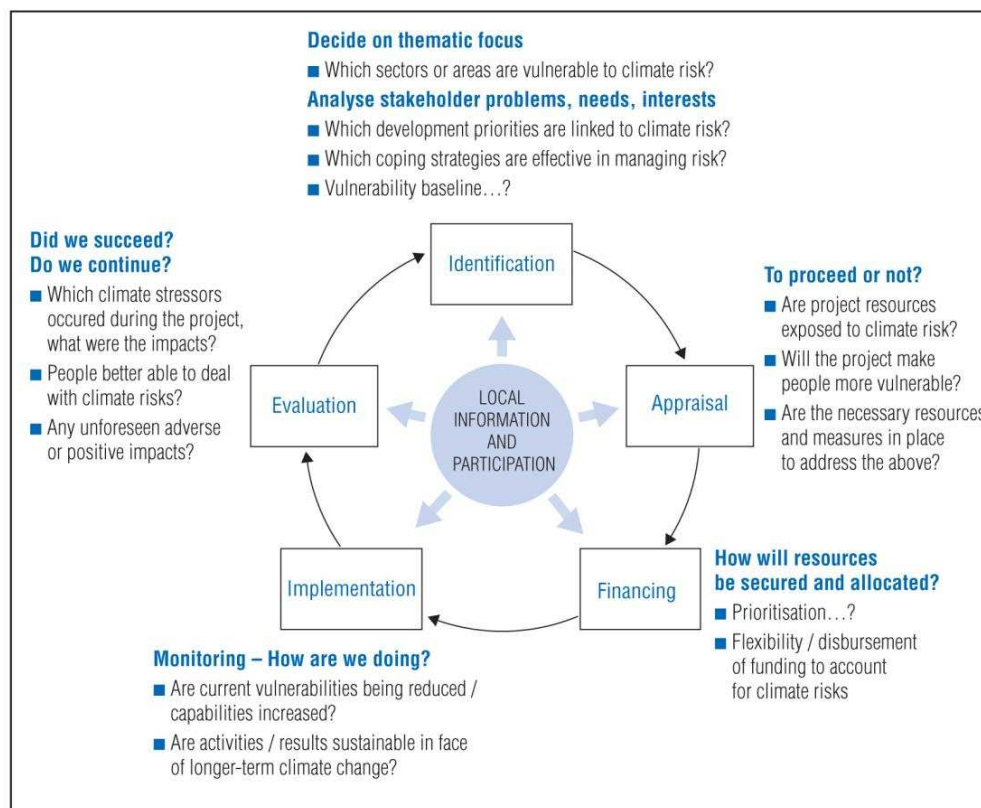 Decide on thematic focus
■ Which sectors or areas are vulnerable to climate risk?
Analyse stakeholder problems, needs, interests
■ Which development priorities are linked to climate risk?
■ Which coping strategies are effective in managing risk?
■ Vulnerability baseline…?
Identification
To proceed or not?
■ Are project resources
exposed to climate risk?
■ Will the project make
people more vulnerable?
■ Are the necessary resources
and measures in place
to address the above?
Appraisal
How will resources
be secured and allocated?
■ Prioritisation…?
■ Flexibility / disbursement
of funding to account
for climate risks
Financing
Implementation
Monitoring – How are we doing?
■ Are current vulnerabilities being reduced /
capabilities increased?
■ Are activities / results sustainable in face
of longer-term climate change?
Did we succeed?
Do we continue?
■ Which climate stressors
occured during the project,
what were the impacts?
■ People better able to deal
with climate risks?
■ Any unforeseen adverse
or positive impacts?
Evaluation
LOCAL
INFORMATION
AND
PARTICIPATION